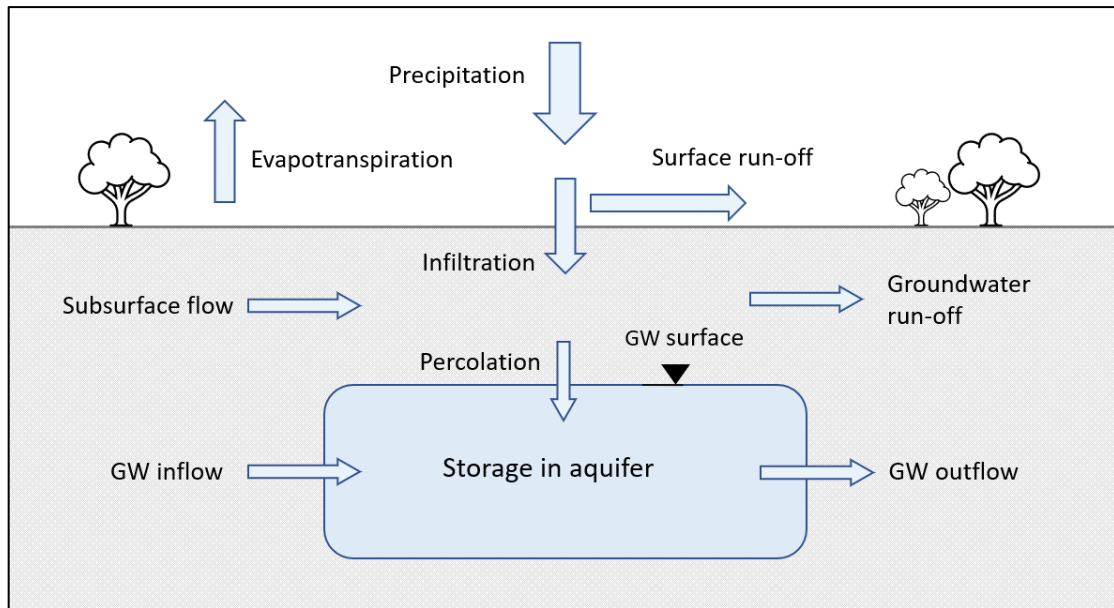 Precipitation
Evapotranspiration
Surface run-off
Infiltration
Subsurface flow
Groundwater
run-off
GW surface
Percolation
GW inflow
Storage in aquifer
GW outflow